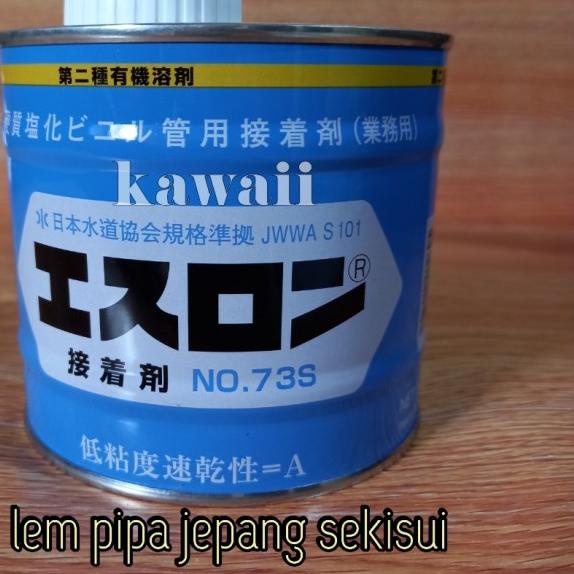 第二種有機溶剤
質塩化ビニル管用接着剤(業務用)
kawaii
日本水道協会規格準拠 JWWA S 101
エスロン®
接着剤 NO.73S
低粘度速乾性=A
lem pipa jepang sekisui